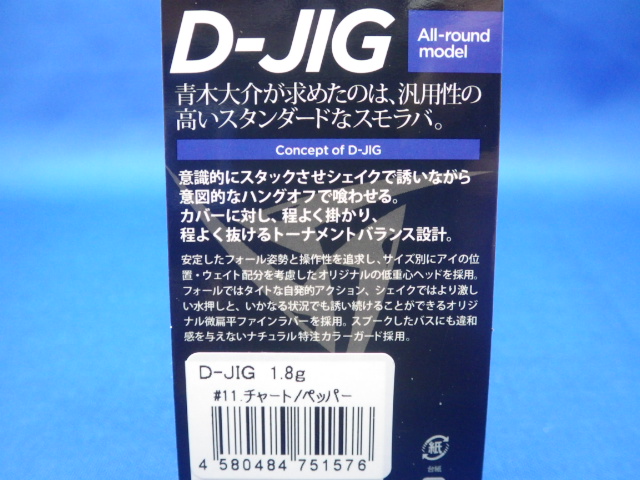 D-JIG
All-round
model
青木大介が求めたのは、汎用性の
高いスタンダードなスモラバ。
Concept of D-JIG
意識的にスタックさせシェイクで誘いながら
意図的なハングオフで喰わせる。
カバーに対し、程よく掛かり、
程よく抜けるトーナメントバランス設計。
安定したフォール姿勢と操作性を追求し、サイズ別にアイの位
置・ウェイト配分を考慮したオリジナルの低重心ヘッドを採用。
フォールではタイトな自発的アクション、シェイクではより激し
い水押しと、いかなる状況でも誘い続けることができるオリジ
ナル微扁平ファインラバーを採用。スプークしたバスにも違和
感を与えないナチュラル特注カラーガード採用。
D-JIG 1.8g
#11.チャート/ペッパー
4 580484 751576
紙
台紙